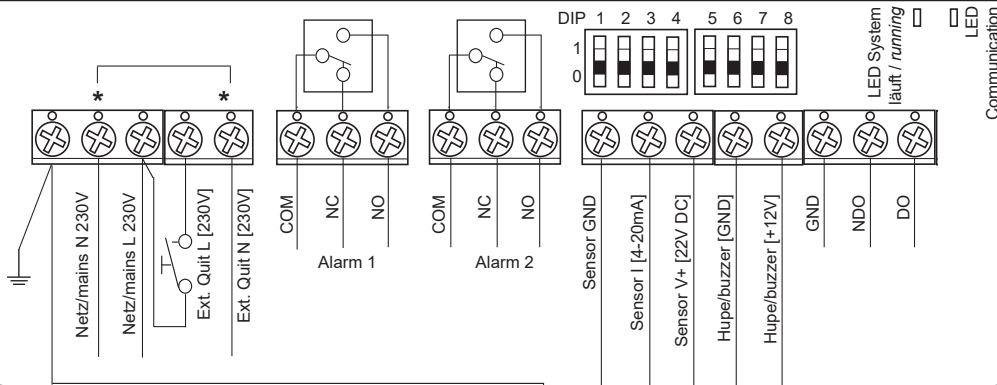 DIP 1 2 3 4 5 6 7 8
1
0
LED System
läuft / running
LED
Communication
* *
Netz/mains N 230V
Netz/mains L 230V
Ext. Quit L [230V]
Ext. Quit N [230V]
COM
NC
NO
Alarm 1
COM
NC
NO
Alarm 2
Sensor GND
Sensor I [4-20mA]
Sensor V+ [22V DC]
Hupe/buzzer [GND]
Hupe/buzzer [+12V]
GND
NDO
DO